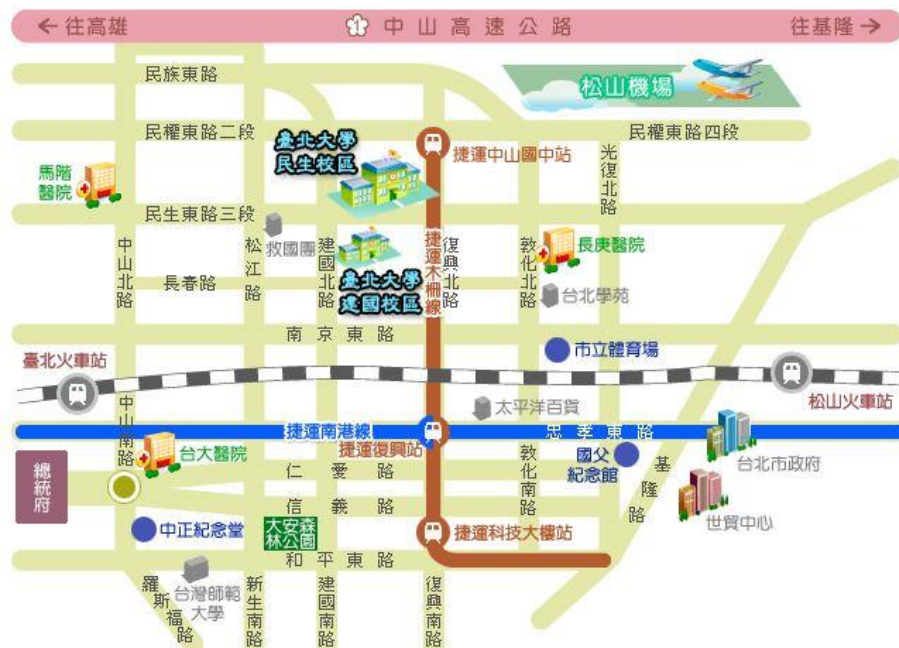 ←往高雄
1 中山高速公路
往基隆→
民族東路
松山機場
民權東路二段
臺北大學
民生校區
捷運中山國中站
民權東路四段
光復北路
馬階
醫院
民生東路三段
救國團
中山北路
松江路
建國北路
捷運木柵線
復興北路
敦化北路
長庚醫院
長春路
臺北大學
建國校區
台北學苑
南京東路
市立體育場
臺北火車站
松山火車站
太平洋百貨
中山南路
捷運南港線
忠孝東路
台大醫院
捷運復興站
國父
紀念館
台北市政府
總統府
仁愛路
敦化南路
基隆路
信義路
世貿中心
中正紀念堂
大安森
林公園
捷運科技大樓站
和平東路
台灣師範
大學
羅斯福路
新生南路
建國南路
復興南路